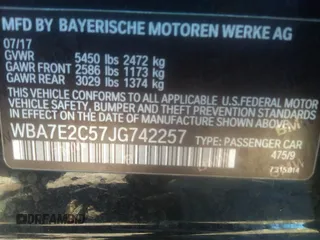 MFD BY BAYERISCHE MOTOREN WERKE AG
07/17
GVWR 5450 lbs 2472 kg
GAWR FRONT 2586 lbs 1173 kg
GAWR REAR 3029 lbs 1374 kg
THIS VEHICLE CONFORMS TO ALL APPLICABLE U.S. FEDERAL
MOTOR VEHICLE SAFETY, BUMPER AND THEFT PREVENTION
STANDARDS IN EFFECT ON THE DATE OF MANUFACTURE
SHOWN ABOVE.
WBA7E2C57JG742257 TYPE: PASSENGER CAR
475/9
7315014
DREAMBID